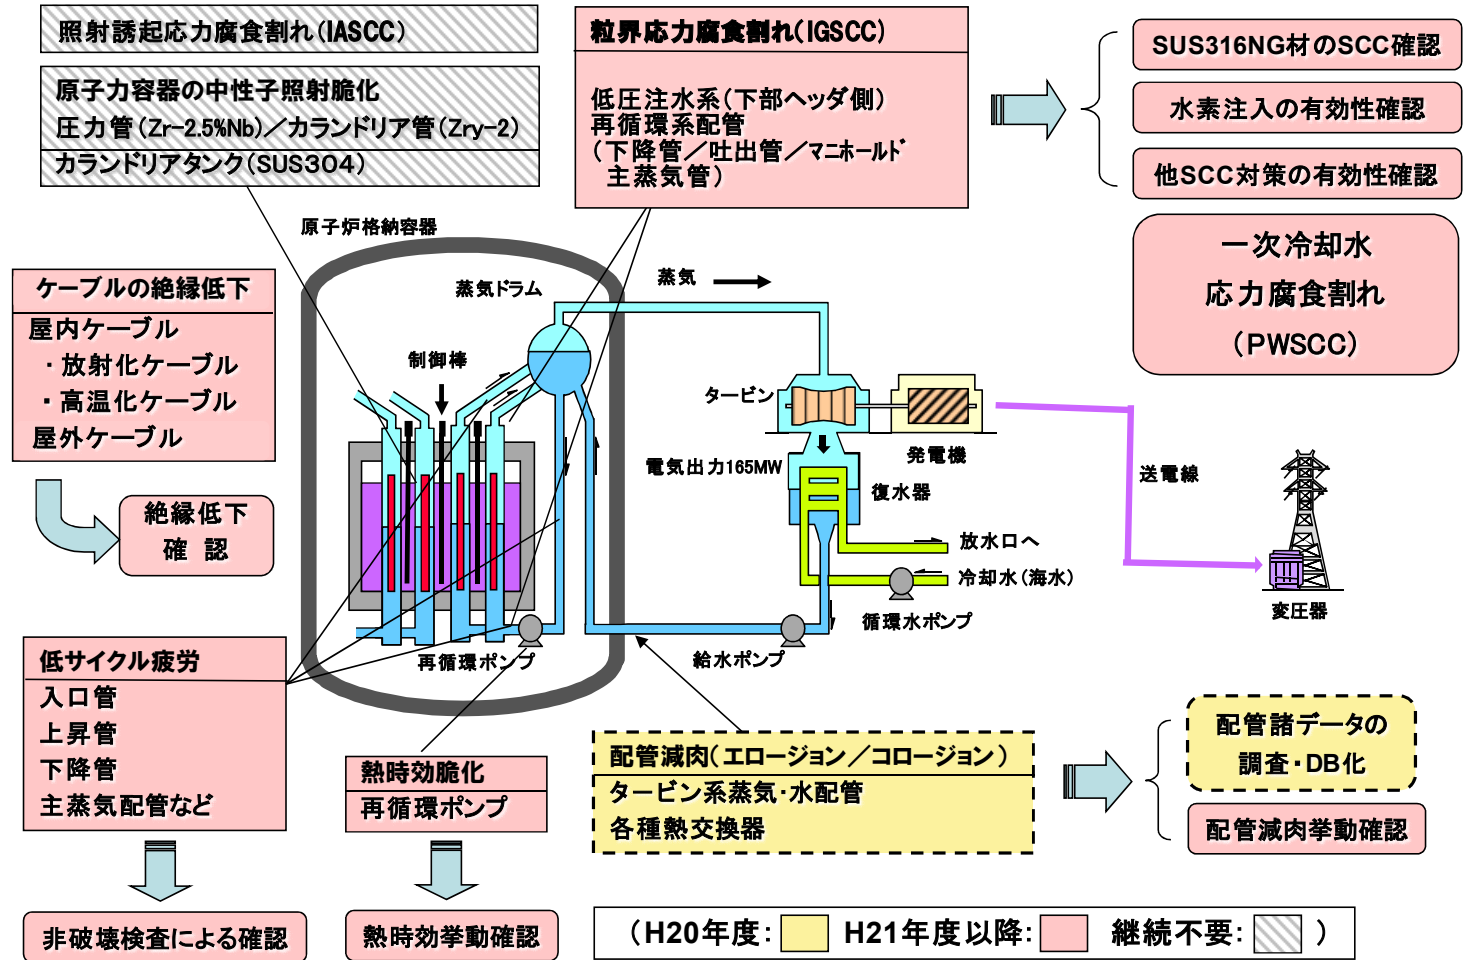 照射誘起応力腐食割れ(IASCC)
原子力容器の中性子照射脆化
圧力管(Zr-2.5%Nb)／カランドリア管(Zry-2)
カランドリアタンク(SUS304)
粒界応力腐食割れ(IGSCC)
低圧注水系(下部ヘッダ側)
再循環系配管
(下降管／吐出管／マニホールド
主蒸気管)
SUS316NG材のSCC確認
水素注入の有効性確認
他SCC対策の有効性確認
一次冷却水
応力腐食割れ
(PWSCC)
ケーブルの絶縁低下
屋内ケーブル
・放射化ケーブル
・高温化ケーブル
屋外ケーブル
絶縁低下
確 認
原子炉格納容器
蒸気ドラム
蒸気
制御棒
タービン
発電機
電気出力165MW
復水器
送電線
放水口へ
冷却水(海水)
循環水ポンプ
変圧器
再循環ポンプ
給水ポンプ
低サイクル疲労
入口管
上昇管
下降管
主蒸気配管など
非破壊検査による確認
熱時効脆化
再循環ポンプ
熱時効挙動確認
配管減肉(エロージョン／コロージョン)
タービン系蒸気・水配管
各種熱交換器
配管諸データの
調査・DB化
配管減肉挙動確認
(H20年度: H21年度以降: 継続不要: )